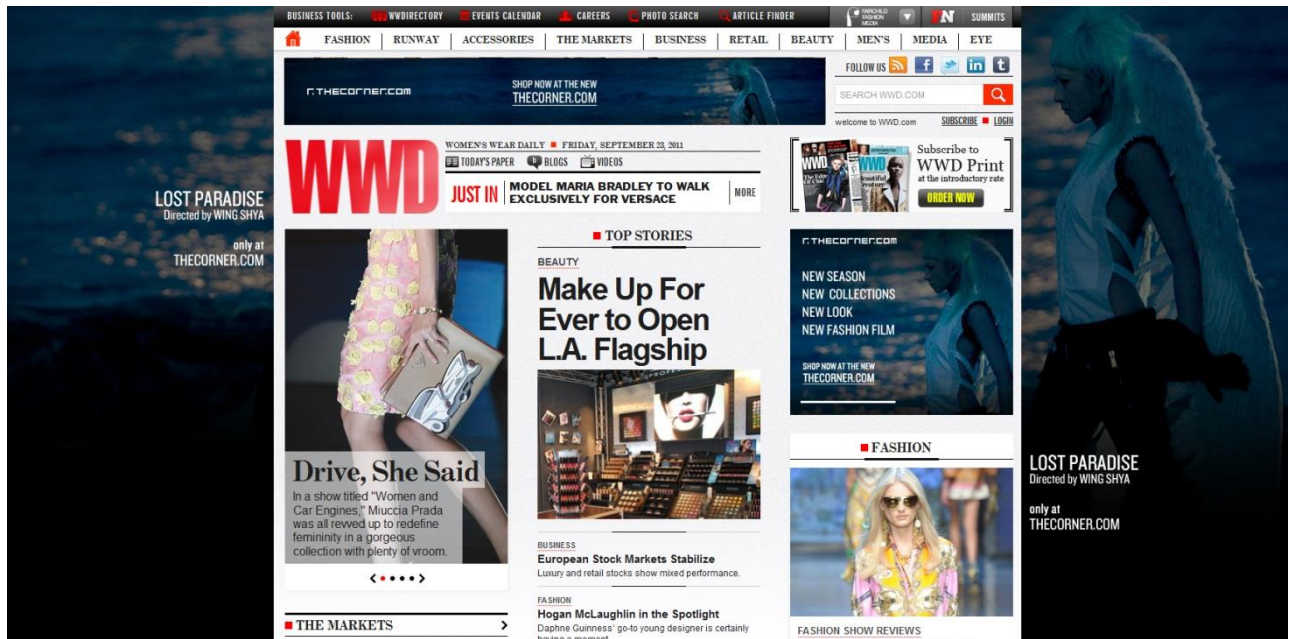 BUSINESS TOOLS: WWDIRECTORY EVENTS CALENDAR CAREERS PHOTO SEARCH ARTICLE FINDER FAIRCHILD FASHION MEDIA SUMMITS
FASHION RUNWAY ACCESSORIES THE MARKETS BUSINESS RETAIL BEAUTY MEN'S MEDIA EYE
r.THECORNER.COM
SHOP NOW AT THE NEW
THECORNER.COM
FOLLOW US
SEARCH WWD.COM
welcome to WWD.com SUBSCRIBE LOGIN
WWD
WOMEN'S WEAR DAILY FRIDAY, SEPTEMBER 23, 2011
TODAY'S PAPER BLOGS VIDEOS
JUST IN
MODEL MARIA BRADLEY TO WALK
EXCLUSIVELY FOR VERSACE
MORE
WWD
WWD
Subscribe to
WWD Print
at the introductory rate
ORDER NOW
LOST PARADISE
Directed by WING SHYA
only at
THECORNER.COM
Drive, She Said
In a show titled "Women and
Car Engines," Miuccia Prada
was all revved up to redefine
femininity in a gorgeous
collection with plenty of vroom.
THE MARKETS
TOP STORIES
BEAUTY
Make Up For
Ever to Open
L.A. Flagship
BUSINESS
European Stock Markets Stabilize
Luxury and retail stocks show mixed performance.
FASHION
Hogan McLaughlin in the Spotlight
Daphne Guinness' go-to young designer is certainly
having a moment.
r.THECORNER.COM
NEW SEASON
NEW COLLECTIONS
NEW LOOK
NEW FASHION FILM
SHOP NOW AT THE NEW
THECORNER.COM
FASHION
FASHION SHOW REVIEWS
LOST PARADISE
Directed by WING SHYA
only at
THECORNER.COM